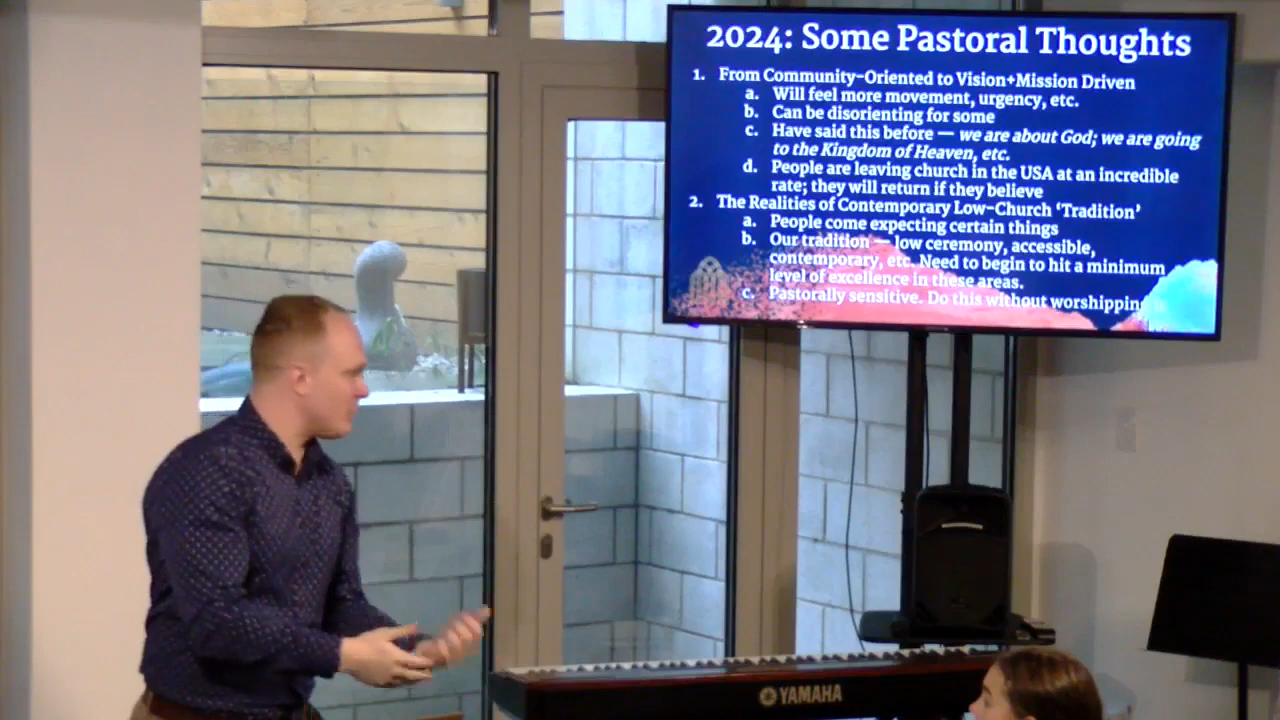 2024: Some Pastoral Thoughts
1. From Community-Oriented to Vision+Mission Driven
a. Will feel more movement, urgency, etc.
b. Can be disorienting for some
c. Have said this before — we are about God; we are going
to the Kingdom of Heaven, etc.
d. People are leaving church in the USA at an incredible
rate; they will return if they believe
2. The Realities of Contemporary Low-Church 'Tradition'
a. People come expecting certain things
b. Our tradition — low ceremony, accessible,
contemporary, etc. Need to begin to hit a minimum
level of excellence in these areas.
c. Pastorally sensitive. Do this without worshipping
YAMAHA